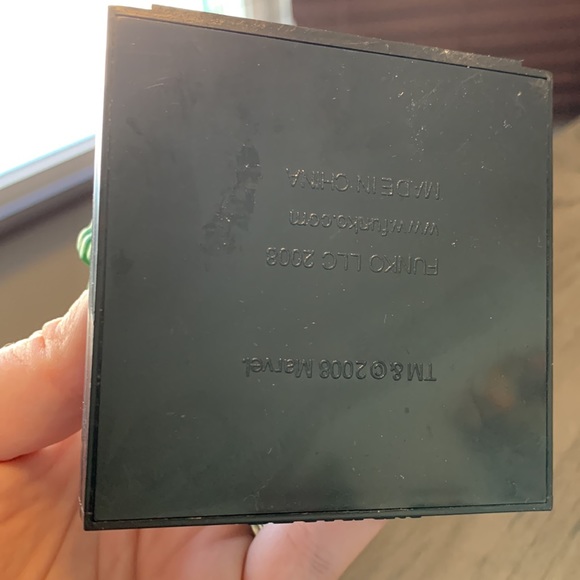 TM & © 2008 Marvel
FUNKO LLC 2008
www.funko.com
MADE IN CHINA